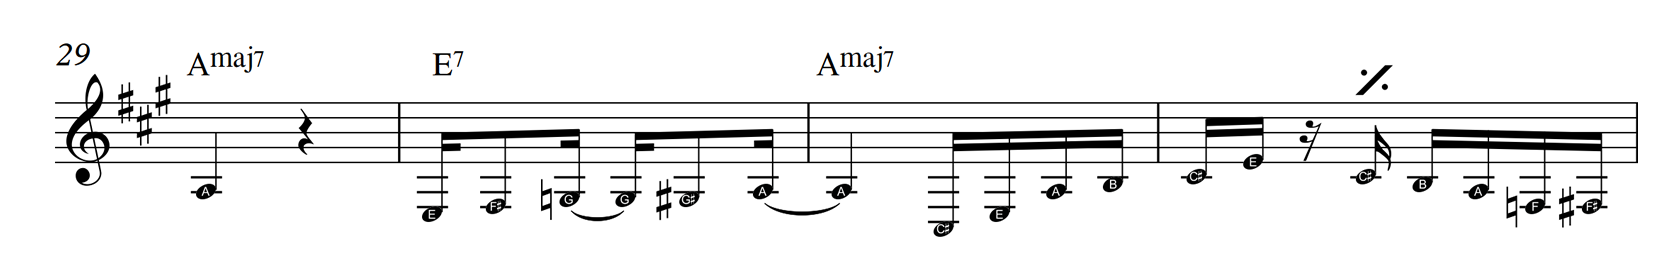 29
Amaj7 E7 Amaj7
A E F♯ G G G♯ A A C♯ E A B C♯ E C♯ B A F F♯